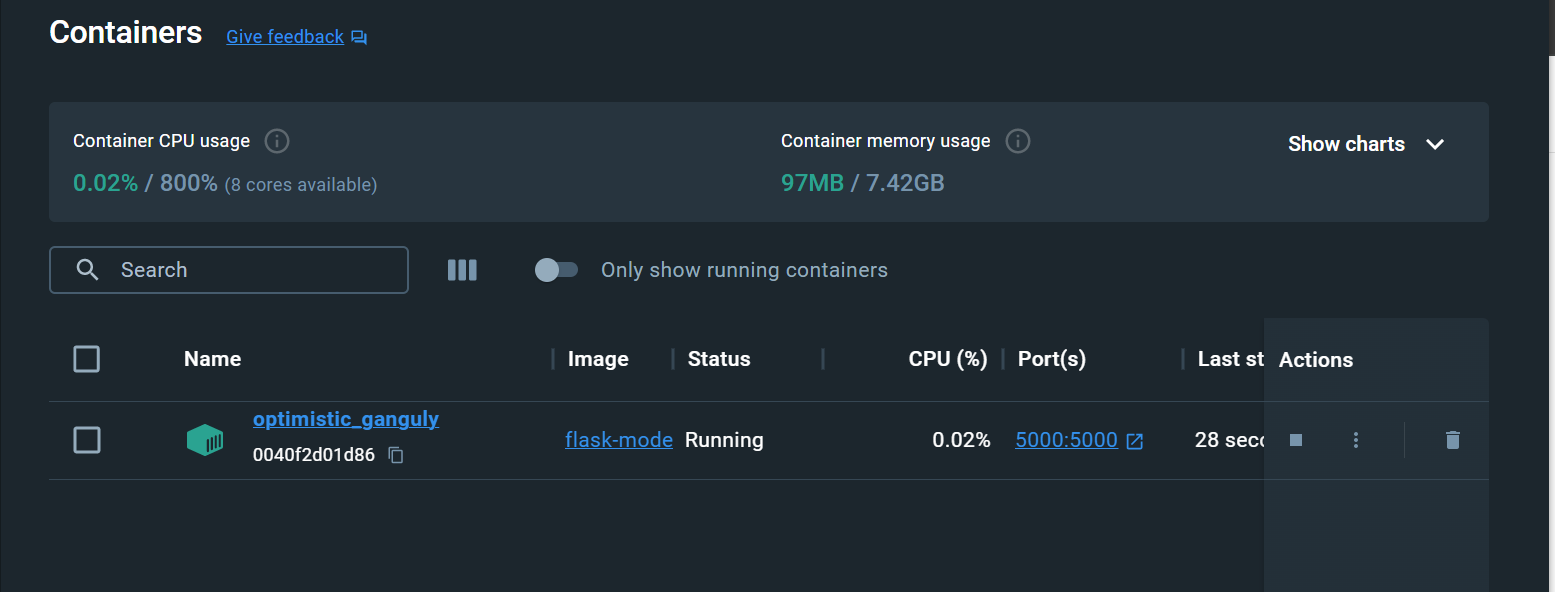 Containers Give feedback
Container CPU usage
0.02% / 800% (8 cores available)
Container memory usage
97MB / 7.42GB
Show charts
Search
Only show running containers
Name Image Status CPU (%) Port(s) Last st Actions
optimistic_ganguly
0040f2d01d86
flask-mode Running 0.02% 5000:5000 28 seco